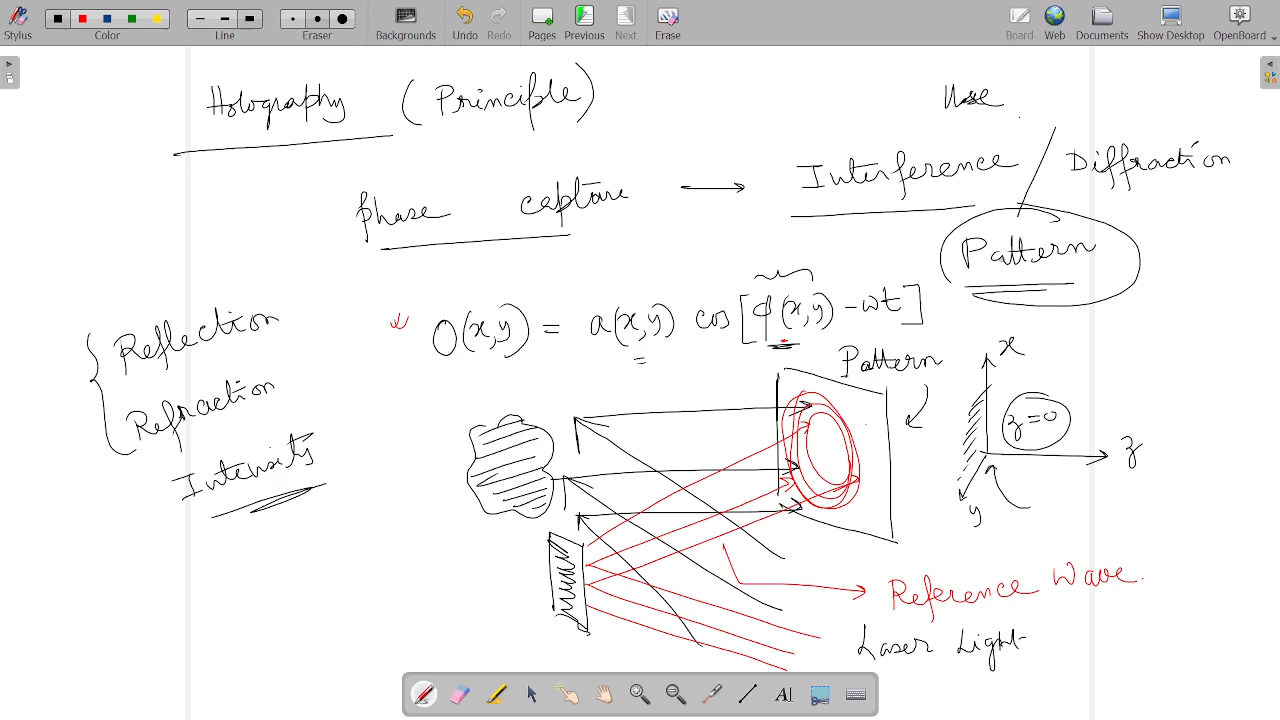 Stylus Color Line Eraser Backgrounds Undo Redo Pages Previous Next Erase Board Web Documents Show Desktop OpenBoard
Holography (Principle)
Use
phase capture → Interference / Diffraction
Pattern
O(x,y) = a(x,y) cos[φ(x,y) - ωt]
Reflection
Refraction
Intensity
Pattern
x
z=0
z
y
Reference Wave
Laser Light